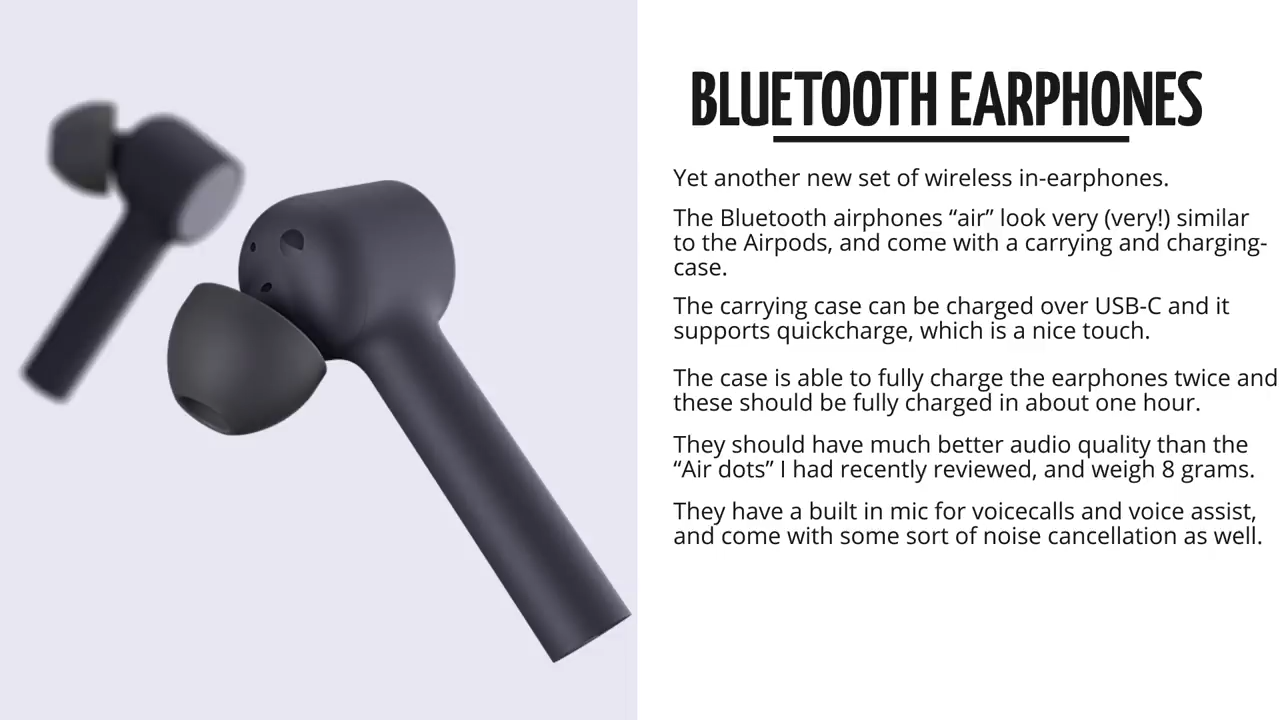 BLUETOOTH EARPHONES
Yet another new set of wireless in-earphones.
The Bluetooth airphones “air” look very (very!) similar
to the Airpods, and come with a carrying and charging-
case.
The carrying case can be charged over USB-C and it
supports quickcharge, which is a nice touch.
The case is able to fully charge the earphones twice and
these should be fully charged in about one hour.
They should have much better audio quality than the
“Air dots” I had recently reviewed, and weigh 8 grams.
They have a built in mic for voicecalls and voice assist,
and come with some sort of noise cancellation as well.